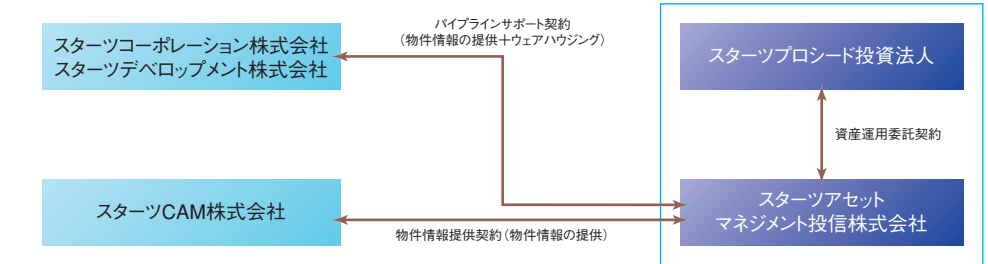 パイプラインサポート契約
（物件情報の提供＋ウェアハウジング）
スターツコーポレーション株式会社
スターツデベロップメント株式会社
スターツプロシード投資法人
資産運用委託契約
スターツCAM株式会社
物件情報提供契約（物件情報の提供）
スターツアセット
マネジメント投信株式会社